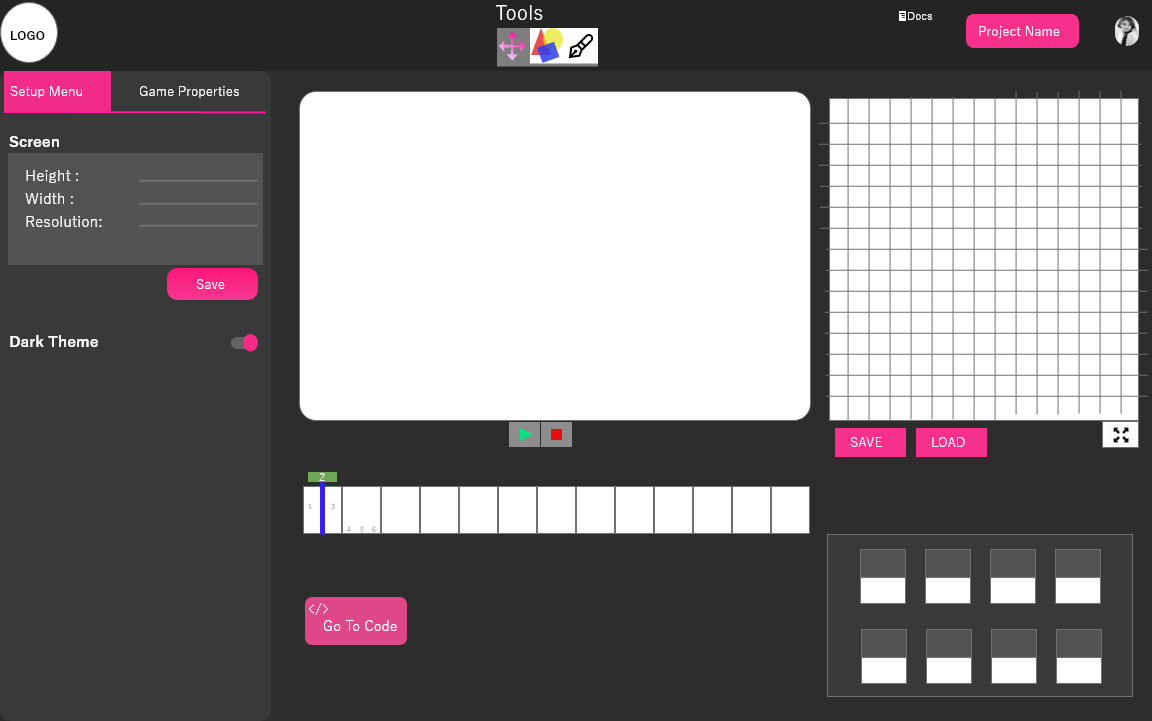 LOGO
Tools
Docs
Project Name
Setup Menu
Game Properties
Screen
Height :
Width :
Resolution:
Save
Dark Theme
SAVE
LOAD
2
1
3
4 5 6
</>
Go To Code